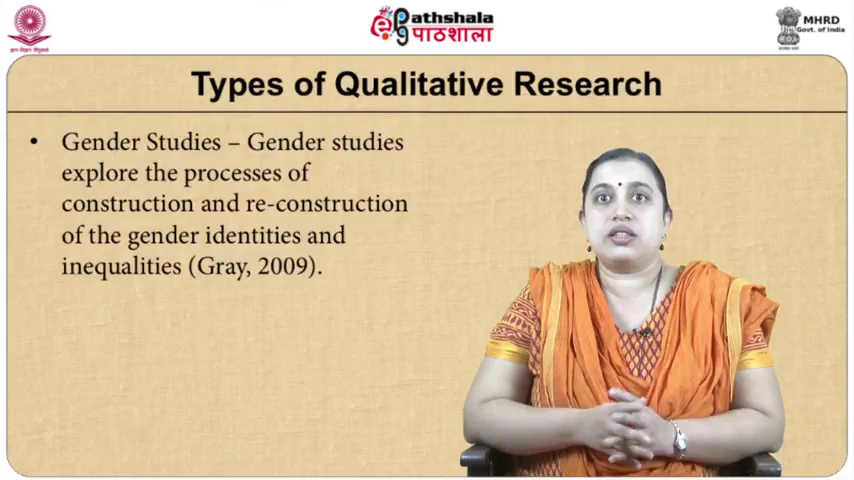 ePathshala
पाठशाला
MHRD
Govt. of India
Types of Qualitative Research
• Gender Studies – Gender studies
explore the processes of
construction and re-construction
of the gender identities and
inequalities (Gray, 2009).